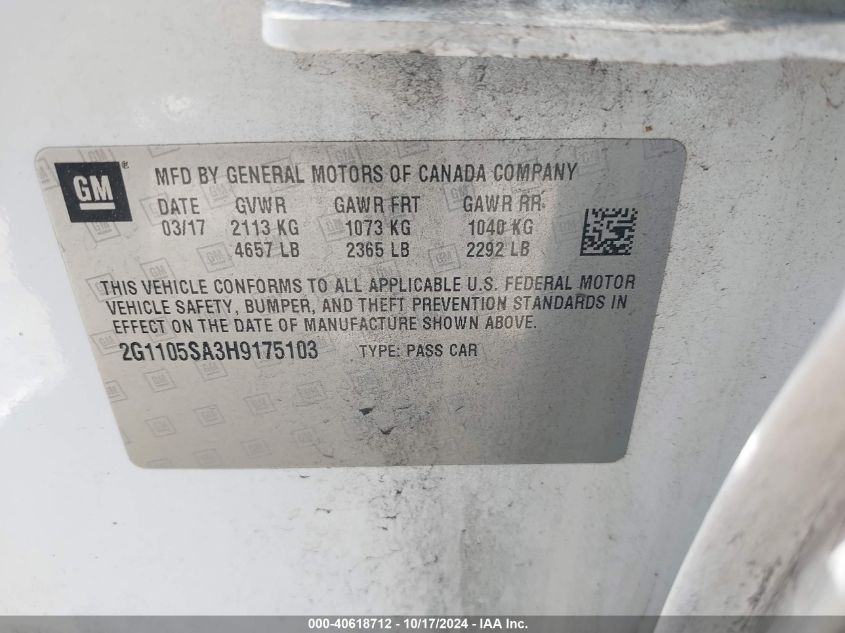 GM®
MFD BY GENERAL MOTORS OF CANADA COMPANY
DATE GVWR GAWR FRT GAWR RR
03/17 2113 KG 1073 KG 1040 KG
4657 LB 2365 LB 2292 LB
THIS VEHICLE CONFORMS TO ALL APPLICABLE U.S. FEDERAL MOTOR
VEHICLE SAFETY, BUMPER, AND THEFT PREVENTION STANDARDS IN
EFFECT ON THE DATE OF MANUFACTURE SHOWN ABOVE.
2G1105SA3H9175103 TYPE: PASS CAR
000-40618712 - 10/17/2024 - IAA Inc.